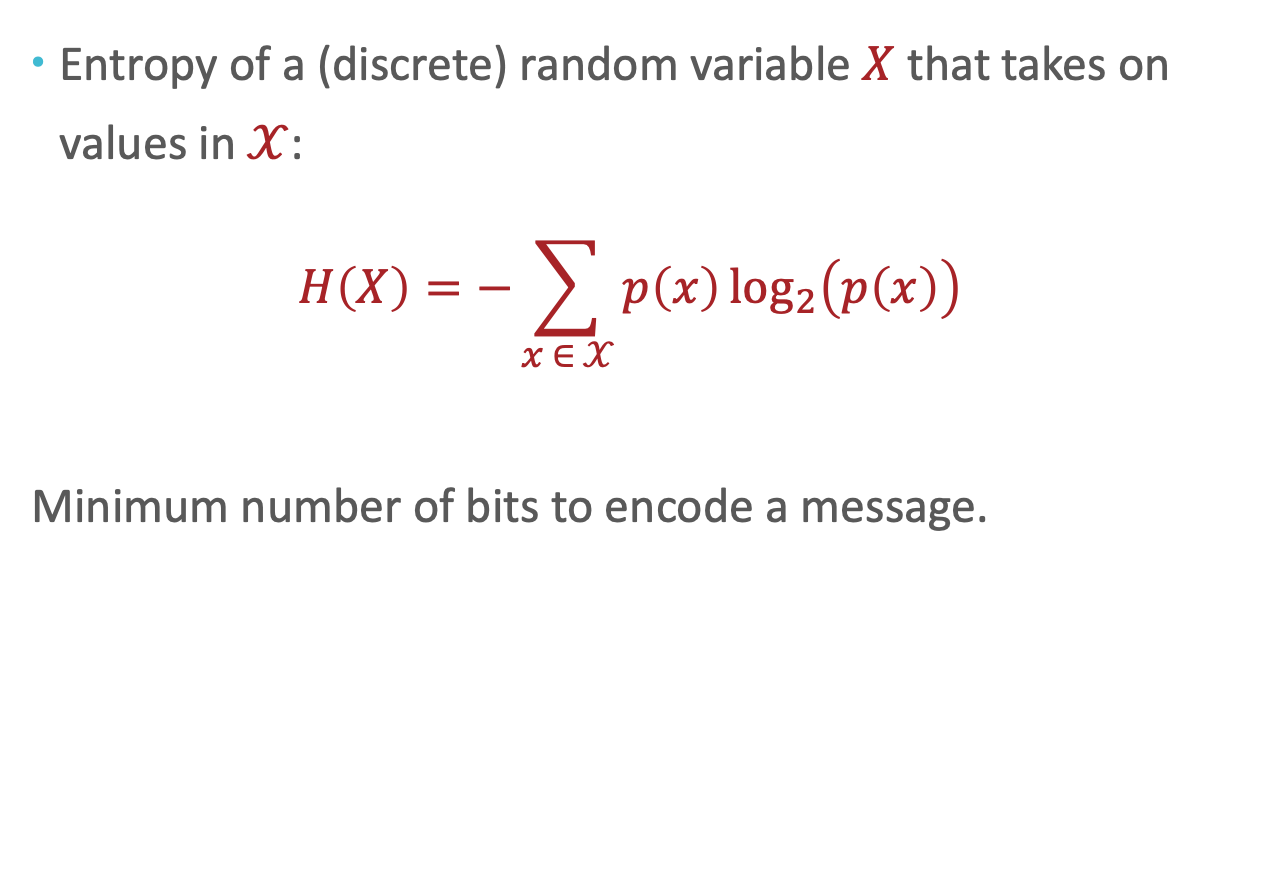 • Entropy of a (discrete) random variable 𝑋 that takes on
values in 𝒳:
𝐻(𝑋) = − ∑ 𝑝(𝑥) log₂(𝑝(𝑥))
𝑥 ∈ 𝒳
Minimum number of bits to encode a message.